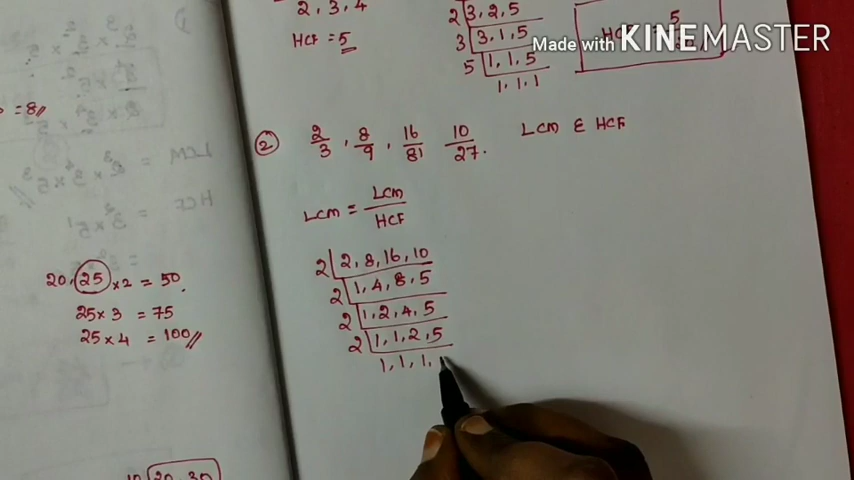 2, 3, 4
HCF = 5
2 3, 2, 5
3 3, 1, 5
5 1, 1, 5
1, 1, 1
HCF
5
Made with KINEMASTER
= 8//
② 2/3, 8/9, 16/81 10/27. LCM & HCF
LCM = LCM/HCF
2 2, 8, 16, 10
2 1, 4, 8, 5
2 1, 2, 4, 5
2 1, 1, 2, 5
1, 1, 1,
20, 25 × 2 = 50.
25 × 3 = 75
25 × 4 = 100//
10 20, 30